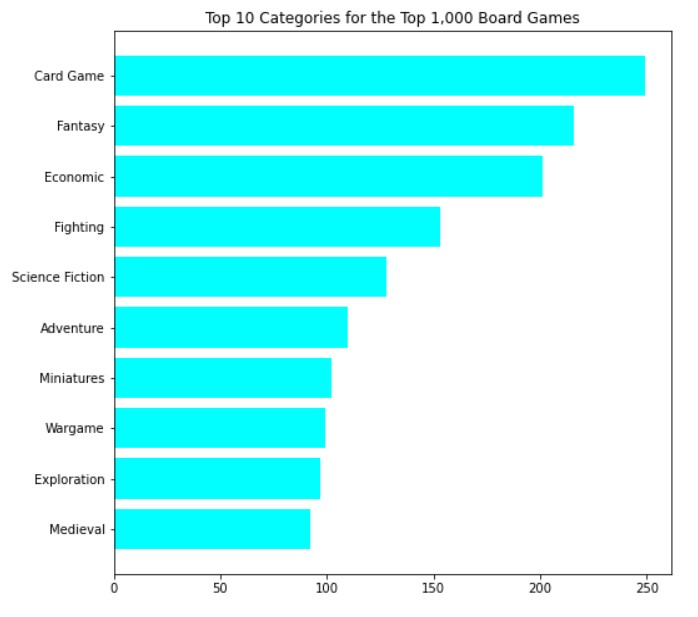 Top 10 Categories for the Top 1,000 Board Games
Card Game
Fantasy
Economic
Fighting
Science Fiction
Adventure
Miniatures
Wargame
Exploration
Medieval
0 50 100 150 200 250